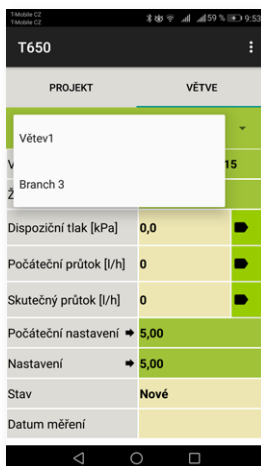 T-Mobile CZ
T-Mobile CZ
59 % 9:53
T650
PROJEKT VĚTVE
Větev1
V 15
Branch 3
Ž
Dispoziční tlak [kPa] 0,0
Počáteční průtok [l/h] 0
Skutečný průtok [l/h] 0
Počáteční nastavení 5,00
Nastavení 5,00
Stav Nové
Datum měření